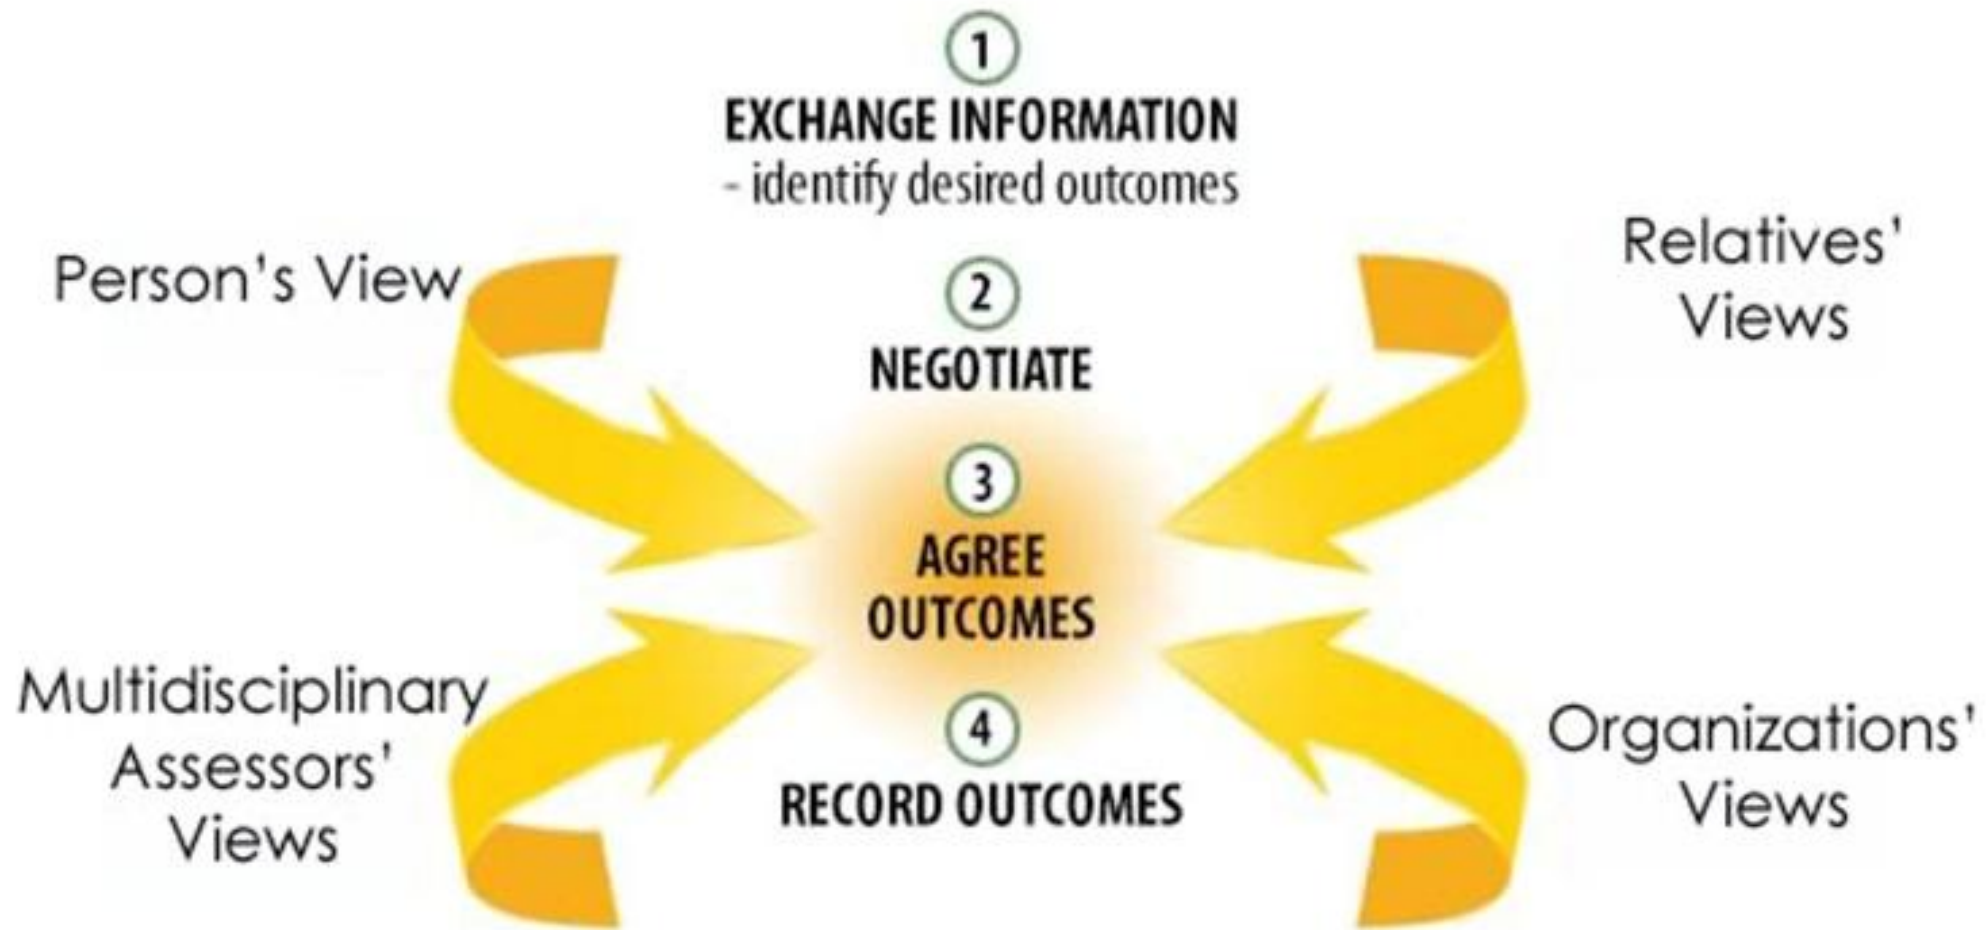 1
EXCHANGE INFORMATION
- identify desired outcomes
Person's View
Relatives'
Views
2
NEGOTIATE
3
AGREE
OUTCOMES
Multidisciplinary
Assessors'
Views
Organizations'
Views
4
RECORD OUTCOMES